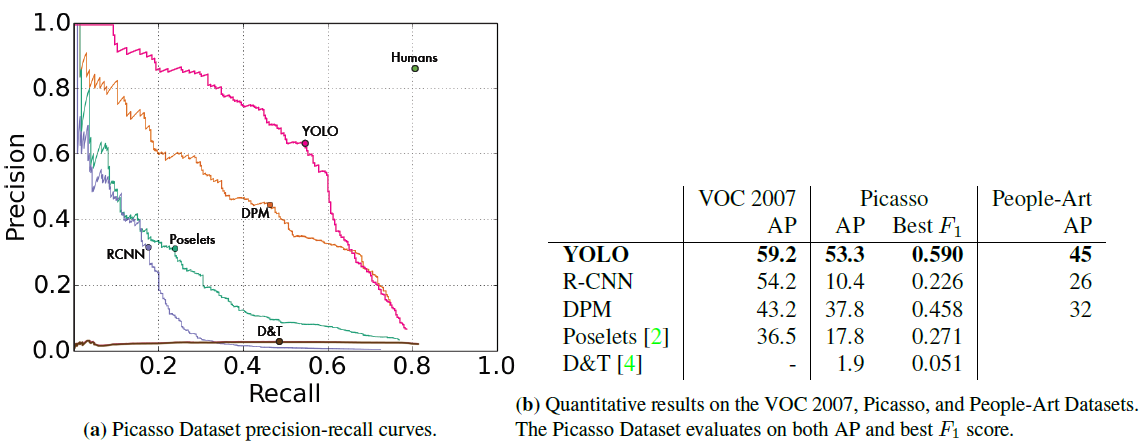 1.0
0.8
0.6
0.4
0.2
0.0
0.2
0.4
0.6
0.8
1.0
Precision
Recall
Humans
YOLO
DPM
Poselets
RCNN
D&T
(a) Picasso Dataset precision-recall curves.
VOC 2007 Picasso People-Art
AP AP Best F1 AP
YOLO 59.2 53.3 0.590 45
R-CNN 54.2 10.4 0.226 26
DPM 43.2 37.8 0.458 32
Poselets [2] 36.5 17.8 0.271
D&T [4] - 1.9 0.051
(b) Quantitative results on the VOC 2007, Picasso, and People-Art Datasets.
The Picasso Dataset evaluates on both AP and best F1 score.